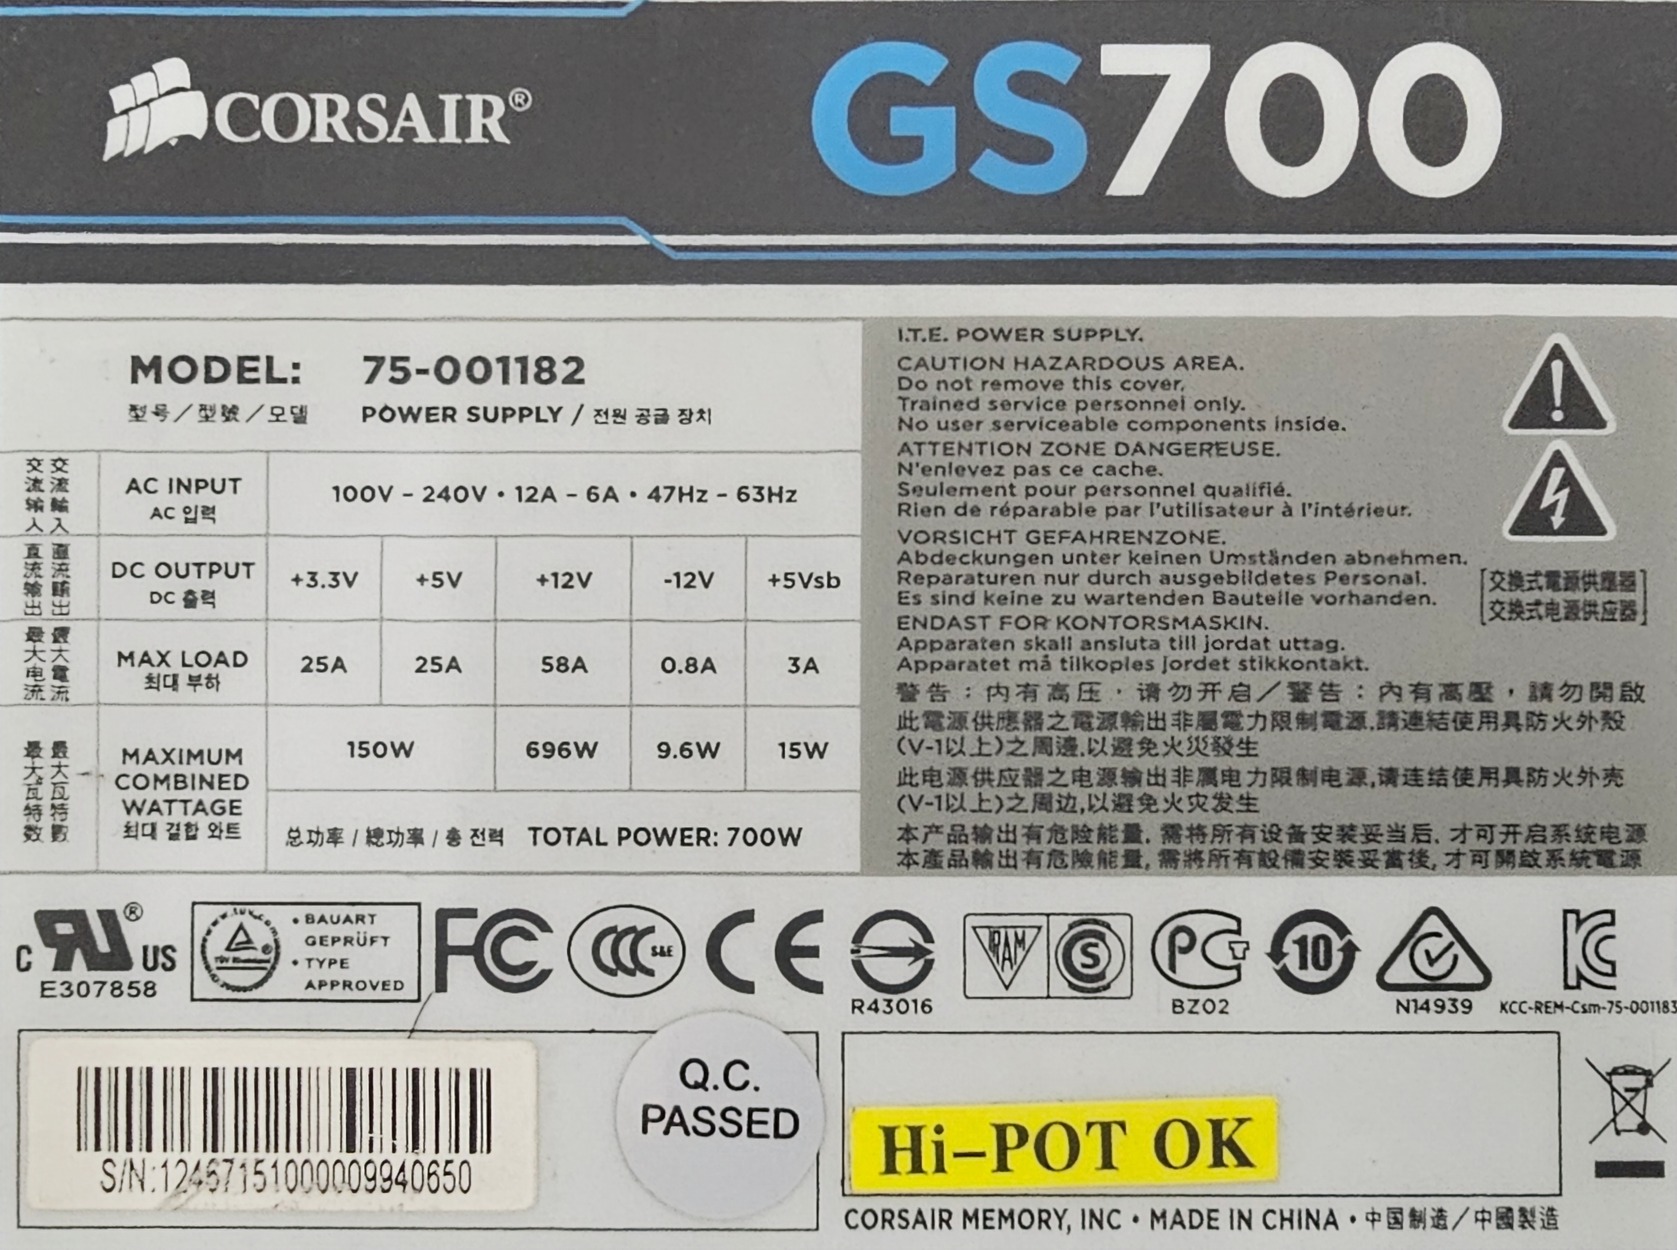 CORSAIR®
GS700
MODEL: 75-001182
型号／型號／모델 POWER SUPPLY / 전원 공급 장치
交流输入 交流輸入
AC INPUT
AC 입력
100V - 240V • 12A - 6A • 47Hz - 63Hz
直流输出 直流輸出
DC OUTPUT
DC 출력
+3.3V +5V +12V -12V +5Vsb
最大电流 最大電流
MAX LOAD
최대 부하
25A 25A 58A 0.8A 3A
最大瓦特数 最大瓦特數
MAXIMUM
COMBINED
WATTAGE
최대 결합 와트
150W 696W 9.6W 15W
总功率 / 總功率 / 총 전력 TOTAL POWER: 700W
I.T.E. POWER SUPPLY.
CAUTION HAZARDOUS AREA.
Do not remove this cover,
Trained service personnel only.
No user serviceable components inside.
ATTENTION ZONE DANGEREUSE.
N'enlevez pas ce cache.
Seulement pour personnel qualifié.
Rien de réparable par l'utilisateur à l'intérieur.
VORSICHT GEFAHRENZONE.
Abdeckungen unter keinen Umständen abnehmen.
Reparaturen nur durch ausgebildetes Personal.
Es sind keine zu wartenden Bauteile vorhanden.
ENDAST FOR KONTORSMASKIN.
Apparaten skall ansluta till jordat uttag.
Apparatet må tilkoples jordet stikkontakt.
警告：内有高压，请勿开启／警告：內有高壓，請勿開啟
此電源供應器之電源輸出非屬電力限制電源,請連結使用具防火外殼
(V-1以上)之周邊,以避免火災發生
此电源供应器之电源输出非属电力限制电源,请连结使用具防火外壳
(V-1以上)之周边,以避免火灾发生
本产品输出有危险能量, 需将所有设备安装妥当后, 才可开启系统电源
本產品輸出有危險能量, 需將所有設備安裝妥當後, 才可開啟系統電源
交換式電源供應器
交换式电源供应器
C RU® US
E307858
TÜV
• BAUART
GEPRÜFT
• TYPE
APPROVED
FC
CCC S&E
CE
R43016
IRAM S
PCT
BZ02
10
N14939
KC
KCC-REM-Csm-75-001183
S/N:12467151000009940650
Q.C.
PASSED
Hi-POT OK
CORSAIR MEMORY, INC • MADE IN CHINA • 中国制造／中國製造